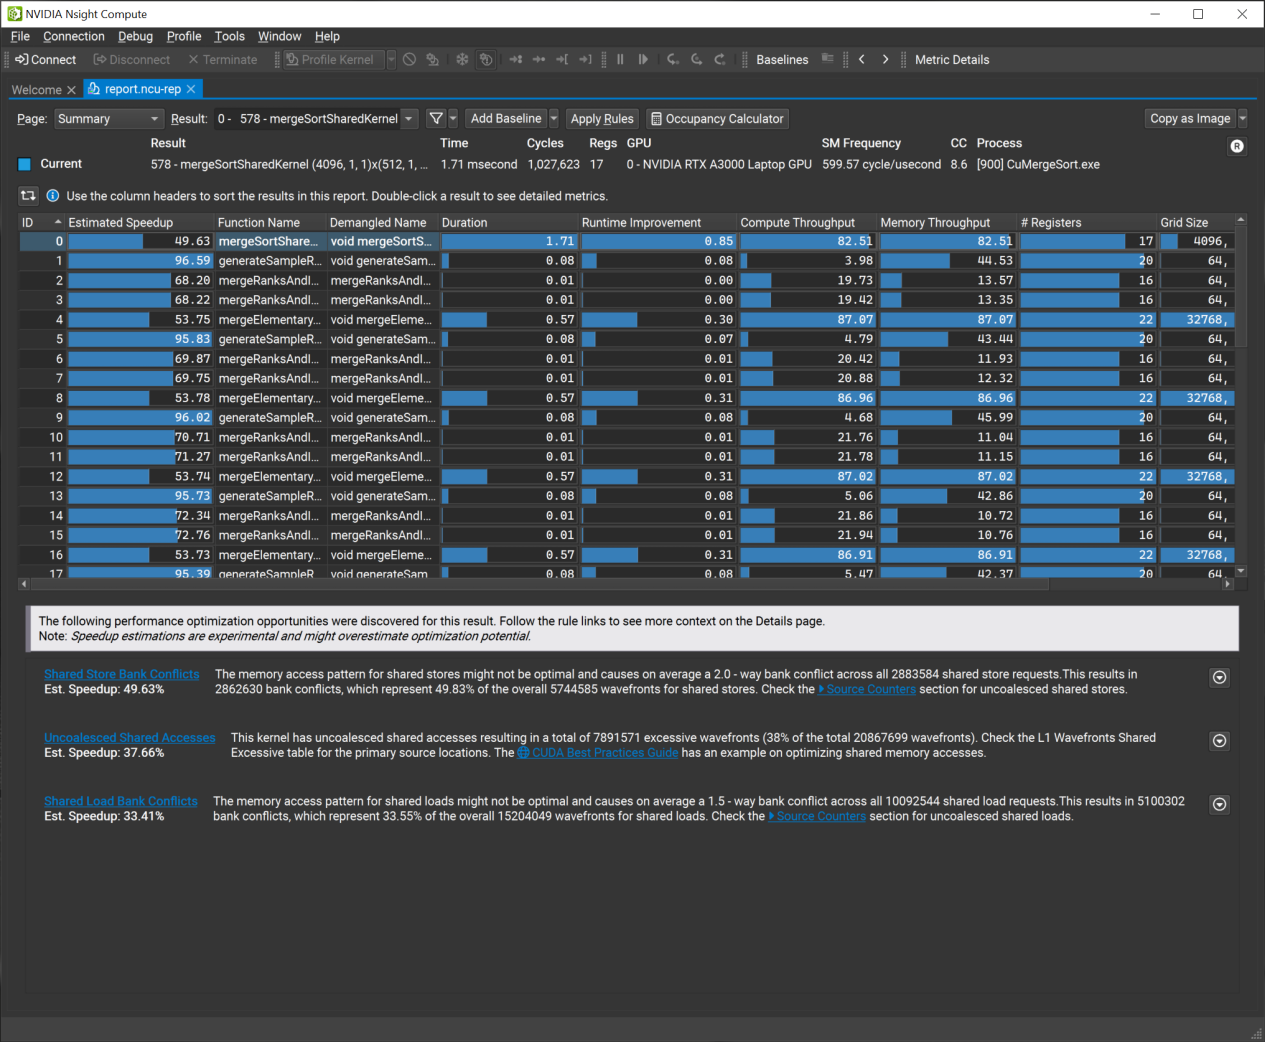 NVIDIA Nsight Compute
File Connection Debug Profile Tools Window Help
Connect Disconnect Terminate Profile Kernel Baselines Metric Details
Welcome report.ncu-rep
Page: Summary Result: 0 - 578 - mergeSortSharedKernel Add Baseline Apply Rules Occupancy Calculator Copy as Image
Result Time Cycles Regs GPU SM Frequency CC Process
R
Current 578 - mergeSortSharedKernel (4096, 1, 1)x(512, 1, ... 1.71 msecond 1,027,623 17 0 - NVIDIA RTX A3000 Laptop GPU 599.57 cycle/usecond 8.6 [900] CuMergeSort.exe
Use the column headers to sort the results in this report. Double-click a result to see detailed metrics.
ID Estimated Speedup Function Name Demangled Name Duration Runtime Improvement Compute Throughput Memory Throughput # Registers Grid Size
0 49.63 mergeSortShare... void mergeSortS... 1.71 0.85 82.51 82.51 17 4096,
1 96.59 generateSampleR... void generateSam... 0.08 0.08 3.98 44.53 20 64,
2 68.20 mergeRanksAndI... mergeRanksAndI... 0.01 0.00 19.73 13.57 16 64,
3 68.22 mergeRanksAndI... mergeRanksAndI... 0.01 0.00 19.42 13.35 16 64,
4 53.75 mergeElementary... void mergeEleme... 0.57 0.30 87.07 87.07 22 32768,
5 95.83 generateSampleR... void generateSam... 0.08 0.07 4.79 43.44 20 64,
6 69.87 mergeRanksAndI... mergeRanksAndI... 0.01 0.01 20.42 11.93 16 64,
7 69.75 mergeRanksAndI... mergeRanksAndI... 0.01 0.01 20.88 12.32 16 64,
8 53.78 mergeElementary... void mergeEleme... 0.57 0.31 86.96 86.96 22 32768,
9 96.02 generateSampleR... void generateSam... 0.08 0.08 4.68 45.99 20 64,
10 70.71 mergeRanksAndI... mergeRanksAndI... 0.01 0.01 21.76 11.04 16 64,
11 71.27 mergeRanksAndI... mergeRanksAndI... 0.01 0.01 21.78 11.15 16 64,
12 53.74 mergeElementary... void mergeEleme... 0.57 0.31 87.02 87.02 22 32768,
13 95.73 generateSampleR... void generateSam... 0.08 0.08 5.06 42.86 20 64,
14 72.34 mergeRanksAndI... mergeRanksAndI... 0.01 0.01 21.86 10.72 16 64,
15 72.76 mergeRanksAndI... mergeRanksAndI... 0.01 0.01 21.94 10.76 16 64,
16 53.73 mergeElementary... void mergeEleme... 0.57 0.31 86.91 86.91 22 32768,
17 95.39 generateSampleR void generateSam 0.08 0.08 5.47 42.37 20 64,
The following performance optimization opportunities were discovered for this result. Follow the rule links to see more context on the Details page.
Note: Speedup estimations are experimental and might overestimate optimization potential.
Shared Store Bank Conflicts The memory access pattern for shared stores might not be optimal and causes on average a 2.0 - way bank conflict across all 2883584 shared store requests.This results in
Est. Speedup: 49.63% 2862630 bank conflicts, which represent 49.83% of the overall 5744585 wavefronts for shared stores. Check the Source Counters section for uncoalesced shared stores.
Uncoalesced Shared Accesses This kernel has uncoalesced shared accesses resulting in a total of 7891571 excessive wavefronts (38% of the total 20867699 wavefronts). Check the L1 Wavefronts Shared
Est. Speedup: 37.66% Excessive table for the primary source locations. The CUDA Best Practices Guide has an example on optimizing shared memory accesses.
Shared Load Bank Conflicts The memory access pattern for shared loads might not be optimal and causes on average a 1.5 - way bank conflict across all 10092544 shared load requests.This results in 5100302
Est. Speedup: 33.41% bank conflicts, which represent 33.55% of the overall 15204049 wavefronts for shared loads. Check the Source Counters section for uncoalesced shared loads.